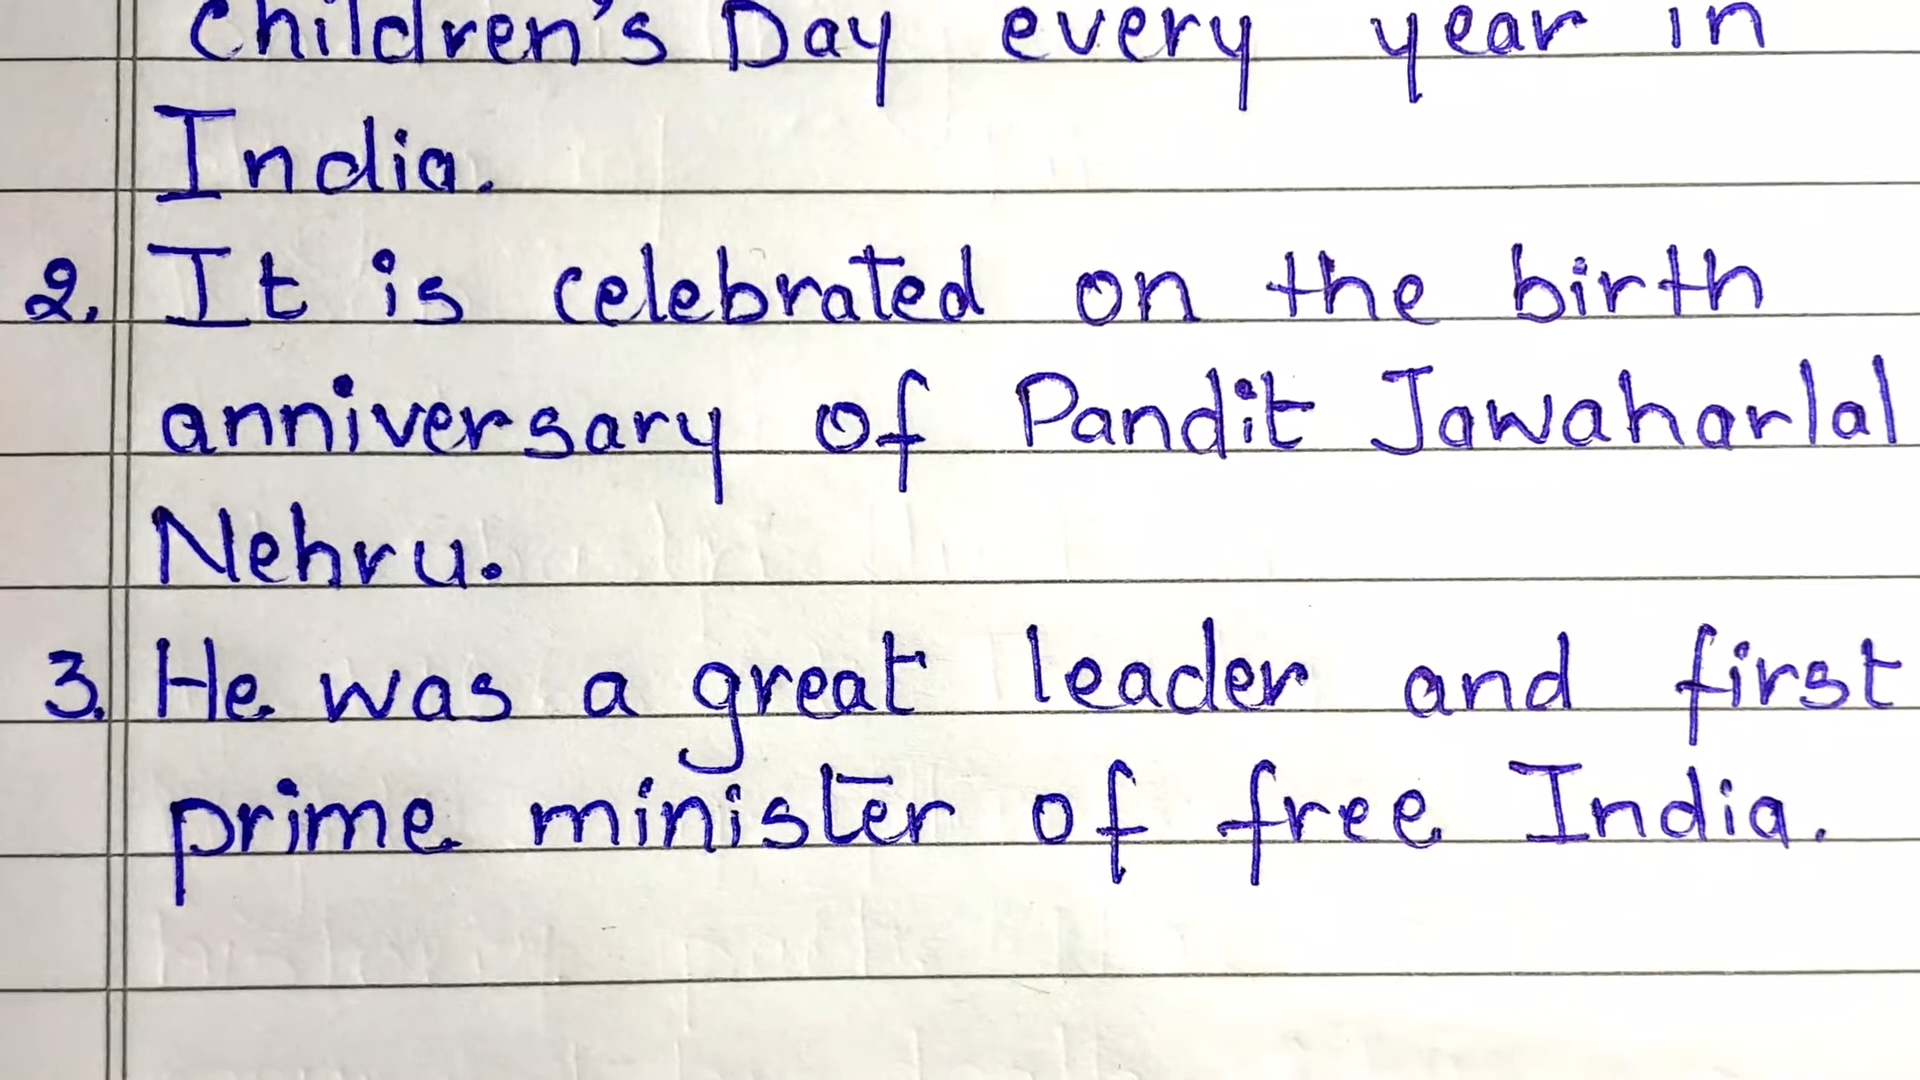 Children's Day every year in
India.
2. It is celebrated on the birth
anniversary of Pandit Jawaharlal
Nehru.
3. He was a great leader and first
prime minister of free India.